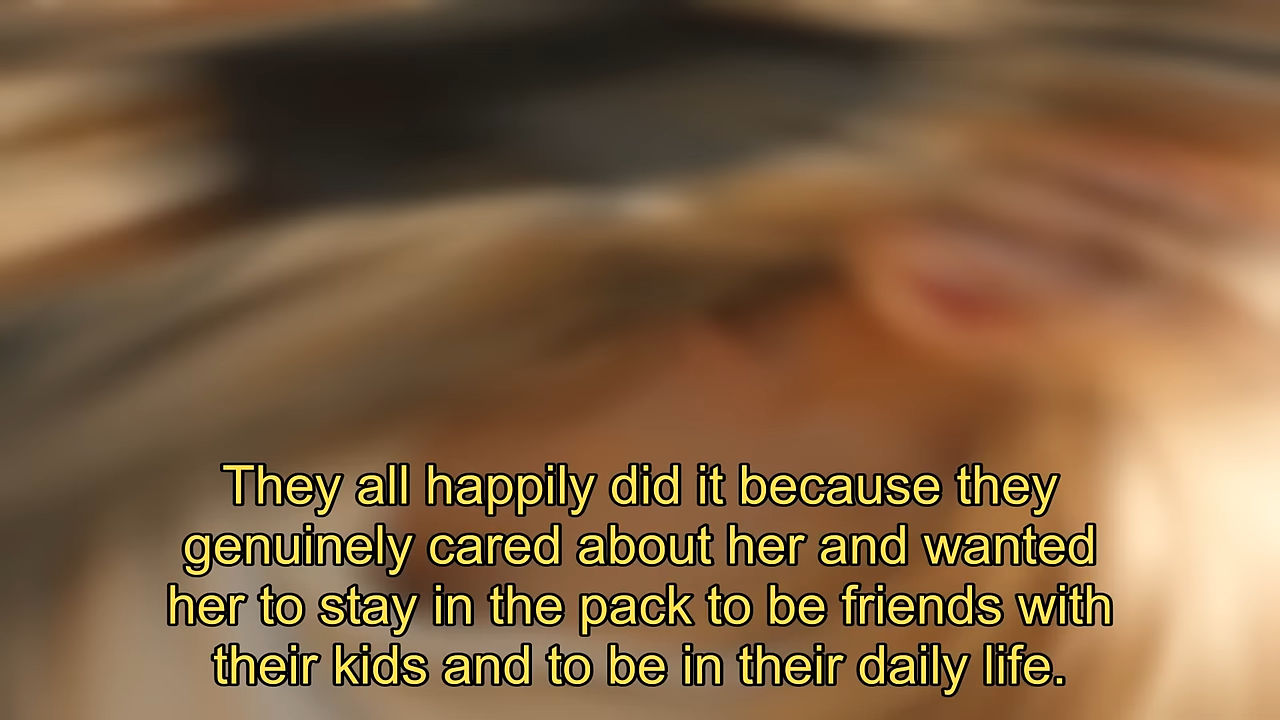 They all happily did it because they
genuinely cared about her and wanted
her to stay in the pack to be friends with
their kids and to be in their daily life.